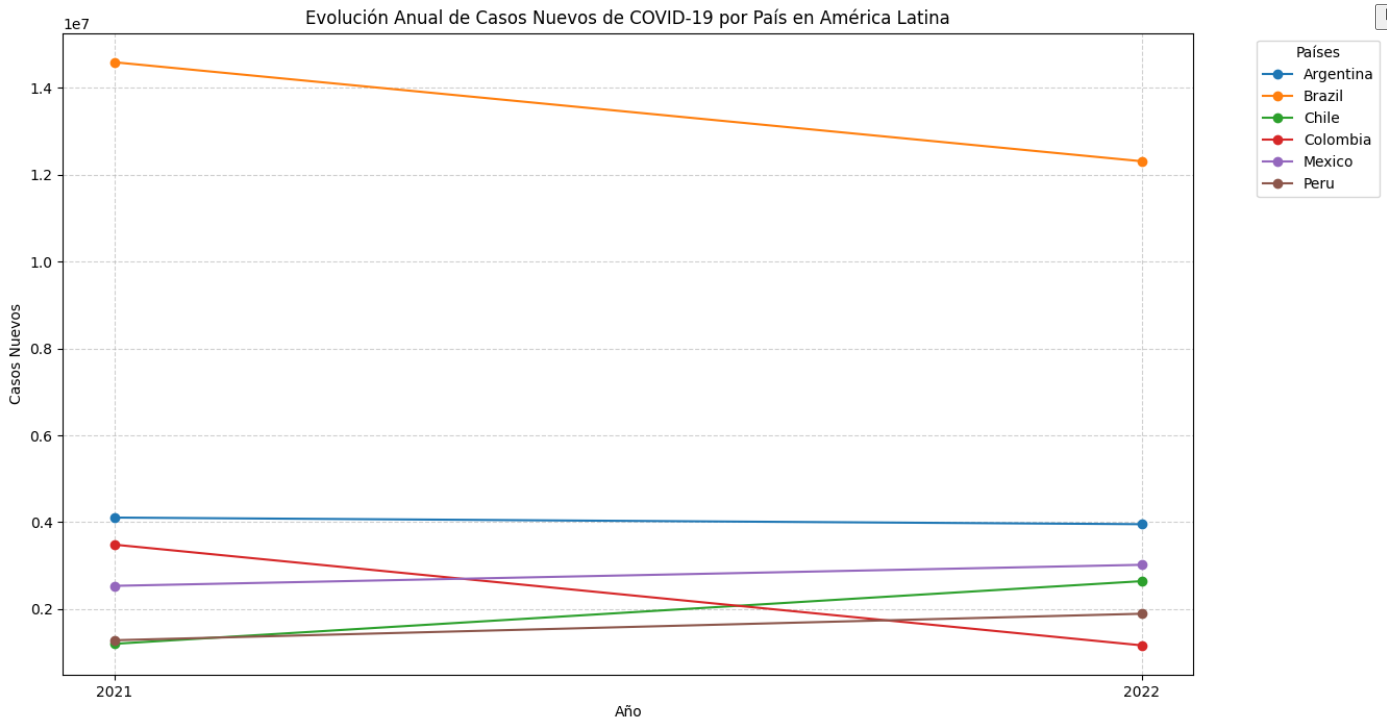 Evolución Anual de Casos Nuevos de COVID-19 por País en América Latina
1e7
1.4
1.2
1.0
0.8
0.6
0.4
0.2
Casos Nuevos
2021
2022
Año
Países
Argentina
Brazil
Chile
Colombia
Mexico
Peru